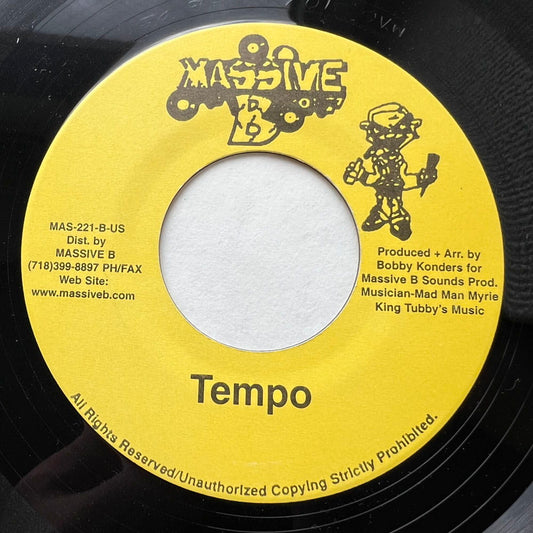 MASSIVE
B
MAS-221-B-US
Dist. by
MASSIVE B
(718)399-8897 PH/FAX
Web Site:
www.massiveb.com
Produced + Arr. by
Bobby Konders for
Massive B Sounds Prod.
Musician-Mad Man Myrie
King Tubby's Music
Tempo
All Rights Reserved/Unauthorized Copying Strictly Prohibited.